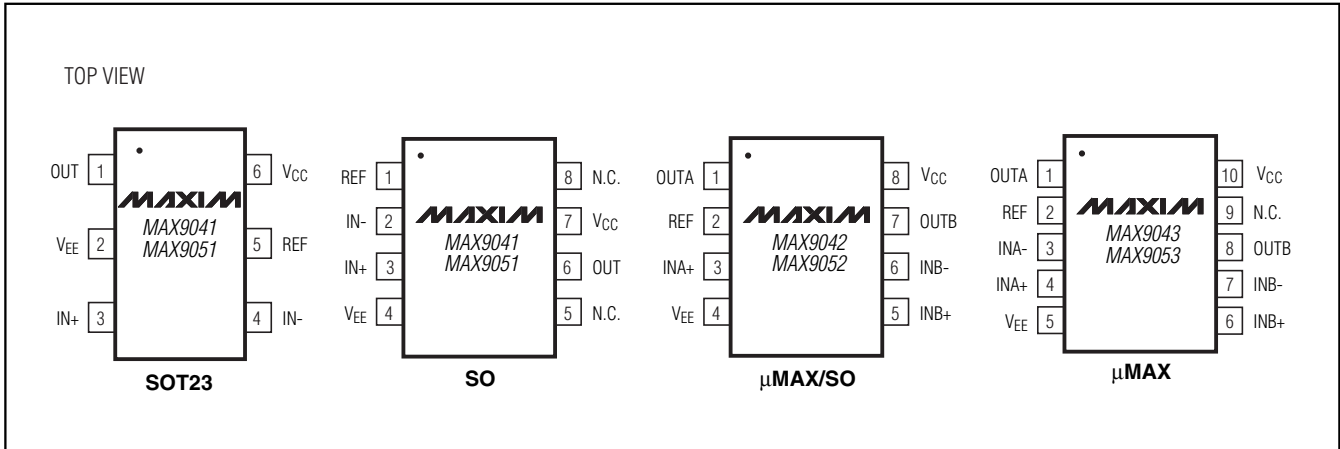 TOP VIEW
OUT 1
VEE 2
IN+ 3
MAXIM
MAX9041
MAX9051
6 VCC
5 REF
4 IN-
SOT23
REF 1
IN- 2
IN+ 3
VEE 4
MAXIM
MAX9041
MAX9051
8 N.C.
7 VCC
6 OUT
5 N.C.
SO
OUTA 1
REF 2
INA+ 3
VEE 4
MAXIM
MAX9042
MAX9052
8 VCC
7 OUTB
6 INB-
5 INB+
μMAX/SO
OUTA 1
REF 2
INA- 3
INA+ 4
VEE 5
MAXIM
MAX9043
MAX9053
10 VCC
9 N.C.
8 OUTB
7 INB-
6 INB+
μMAX